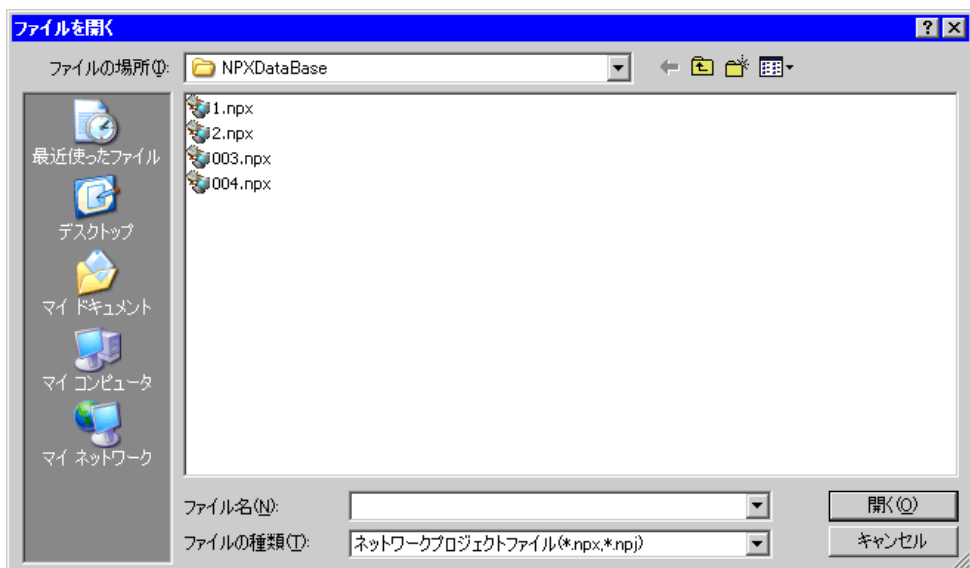 ファイルを開く
ファイルの場所(I):
NPXDataBase
最近使ったファイル
デスクトップ
マイ ドキュメント
マイ コンピュータ
マイ ネットワーク
1.npx
2.npx
003.npx
004.npx
ファイル名(N):
開く(O)
ファイルの種類(T):
ネットワークプロジェクトファイル(*.npx,*.npj)
キャンセル